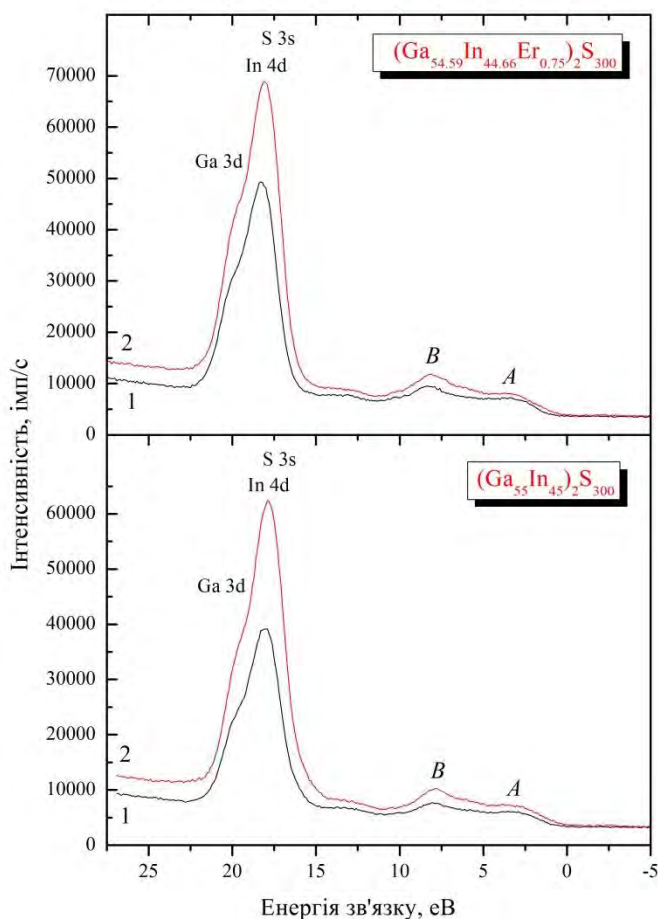 S 3s
In 4d
(Ga54.59In44.66Er0.75)2S300
Ga 3d
70000
60000
50000
40000
30000
20000
10000
0
2
1
B
A
S 3s
In 4d
(Ga55In45)2S300
Ga 3d
60000
50000
40000
30000
20000
10000
0
2
1
B
A
Інтенсивність, імп/с
25 20 15 10 5 0 -5
Енергія зв'язку, еВ